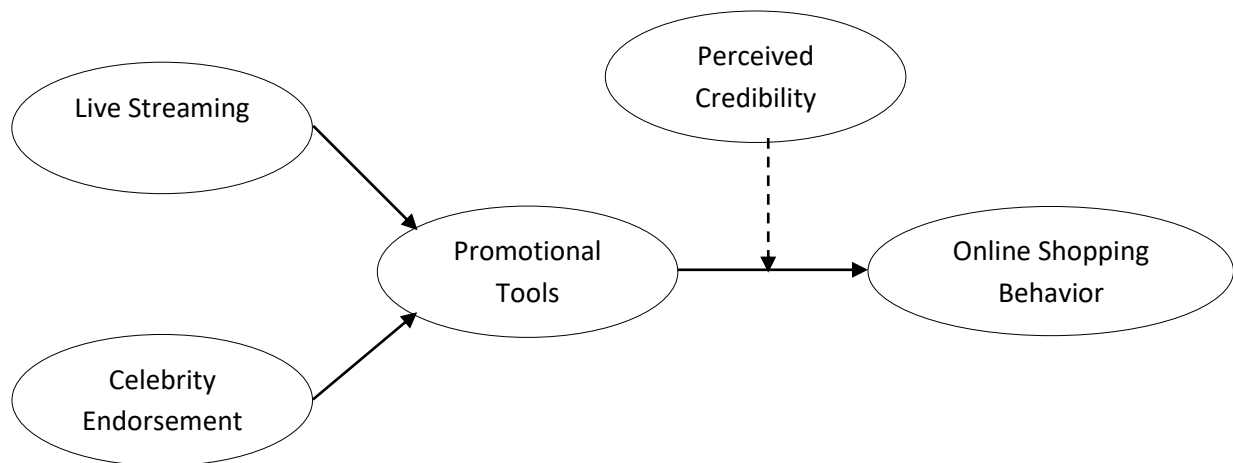 Live Streaming
Perceived
Credibility
Promotional
Tools
Online Shopping
Behavior
Celebrity
Endorsement